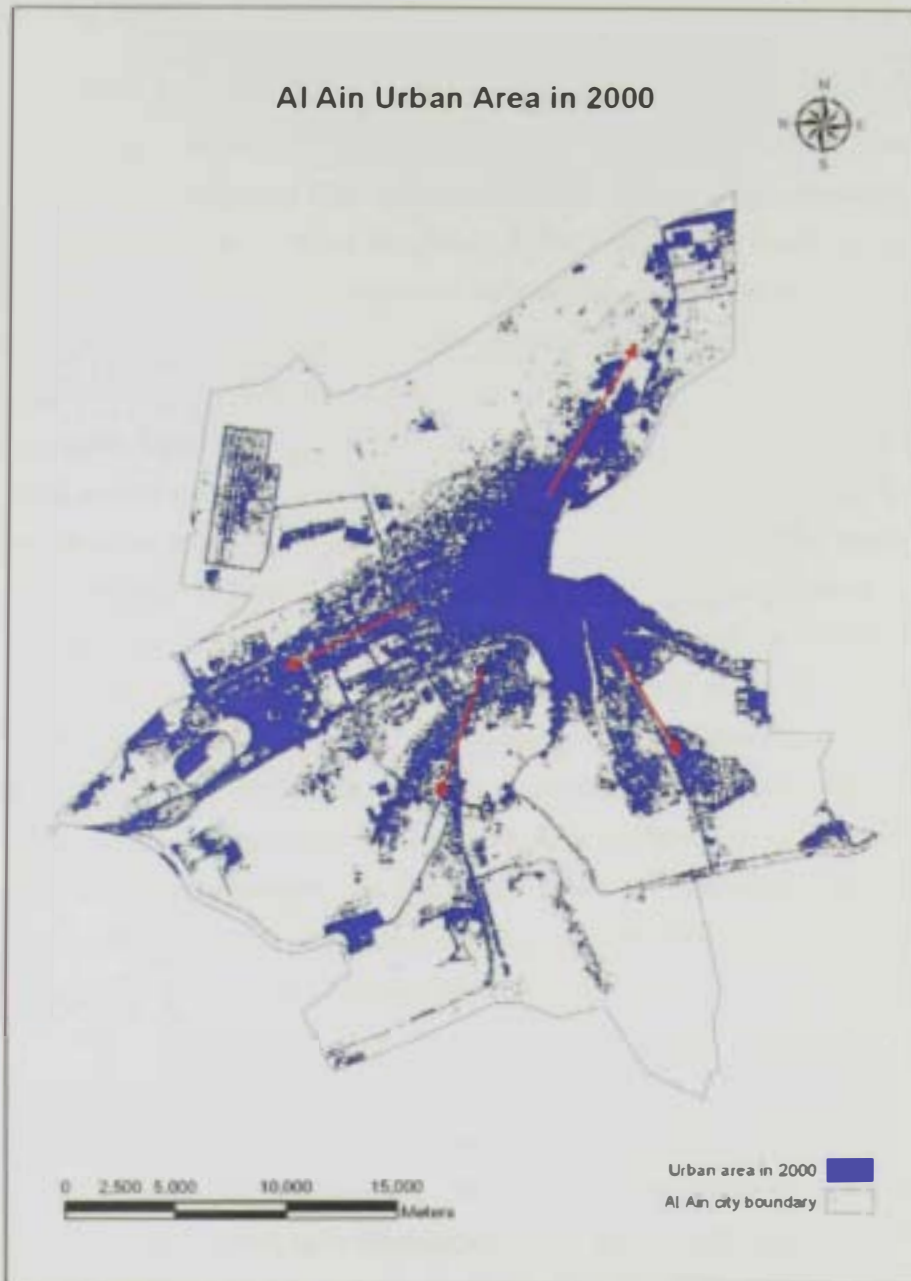 Al Ain Urban Area in 2000
N
N E
S
Urban area in 2000
Al Ain city boundary
0 2,500 5,000 10,000 15,000
Meters